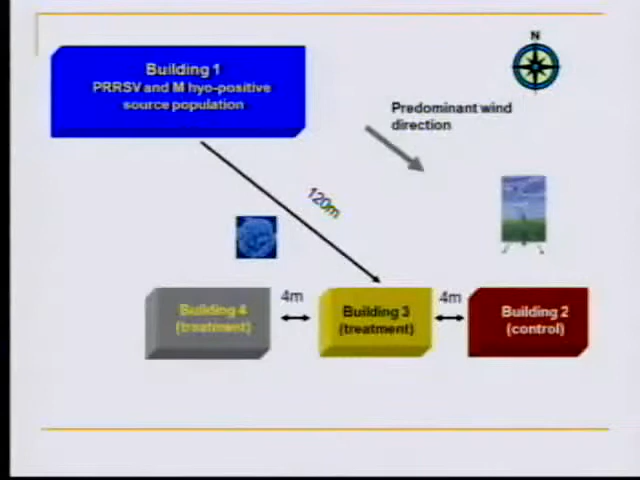 N
Building 1
PRRSV and M hyo-positive
source population
Predominant wind
direction
120m
4m
4m
Building 4
(treatment)
Building 3
(treatment)
Building 2
(control)